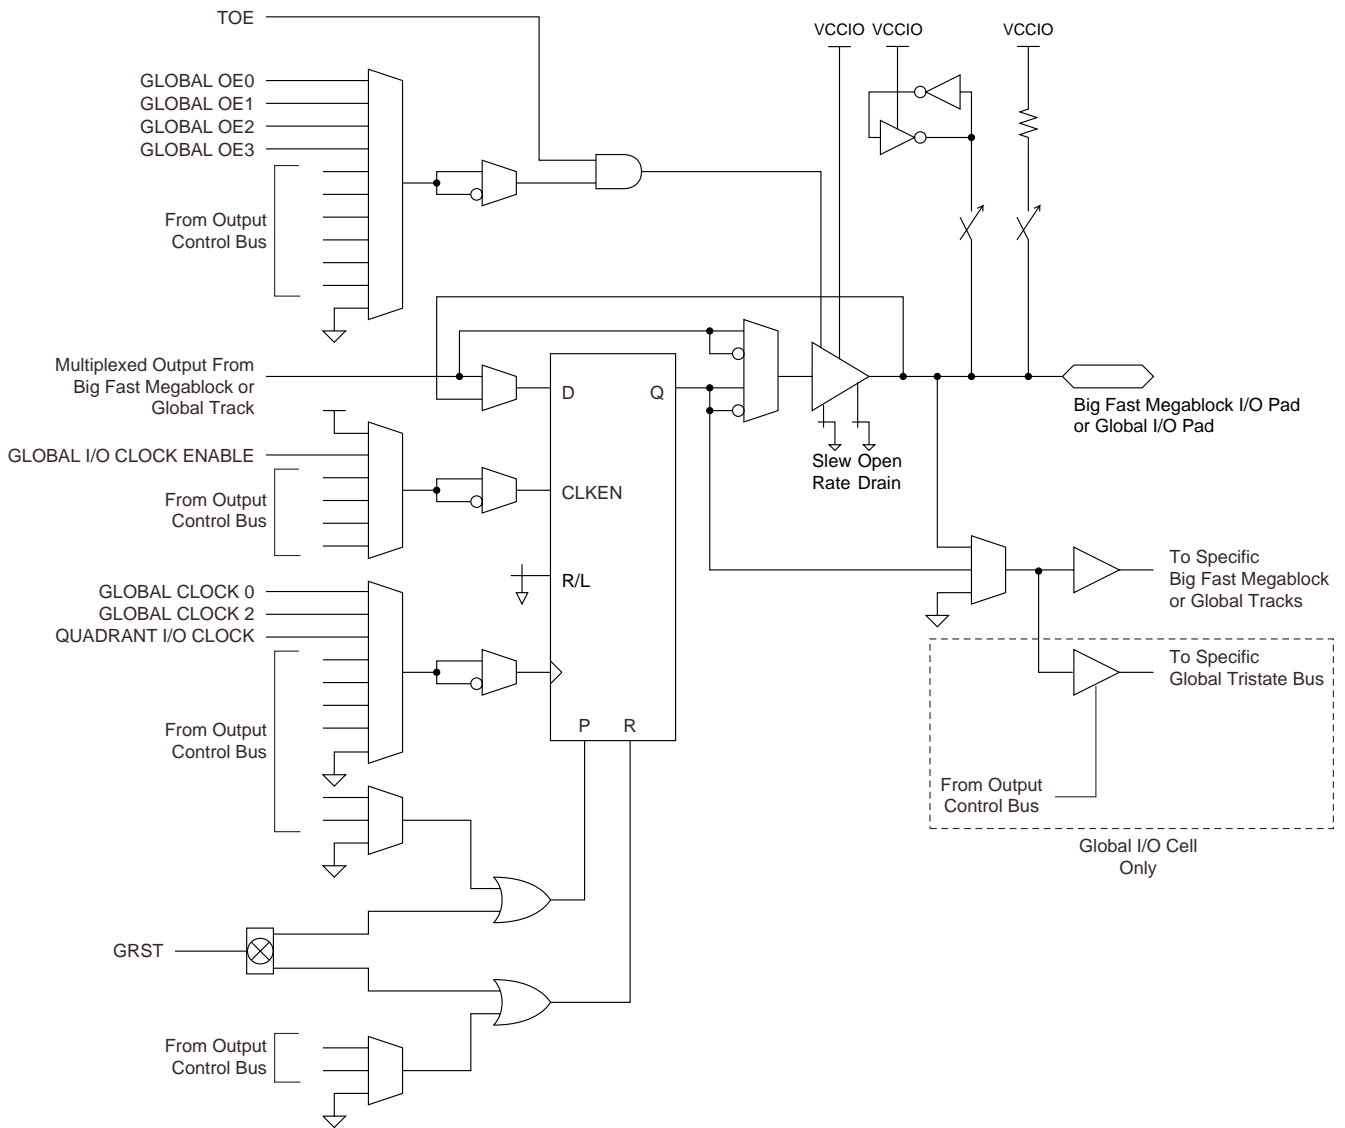 TOE
VCCIO VCCIO VCCIO
GLOBAL OE0
GLOBAL OE1
GLOBAL OE2
GLOBAL OE3
From Output
Control Bus
Multiplexed Output From
Big Fast Megablock or
Global Track
D
Q
Big Fast Megablock I/O Pad
or Global I/O Pad
GLOBAL I/O CLOCK ENABLE
Slew
Rate
Open
Drain
From Output
Control Bus
CLKEN
R/L
To Specific
Big Fast Megablock
or Global Tracks
GLOBAL CLOCK 0
GLOBAL CLOCK 2
QUADRANT I/O CLOCK
To Specific
Global Tristate Bus
From Output
Control Bus
P
R
From Output
Control Bus
Global I/O Cell
Only
GRST
From Output
Control Bus